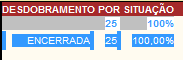 DESDOBRAMENTO POR SITUAÇÃO
25 100%
ENCERRADA 25 100,00%